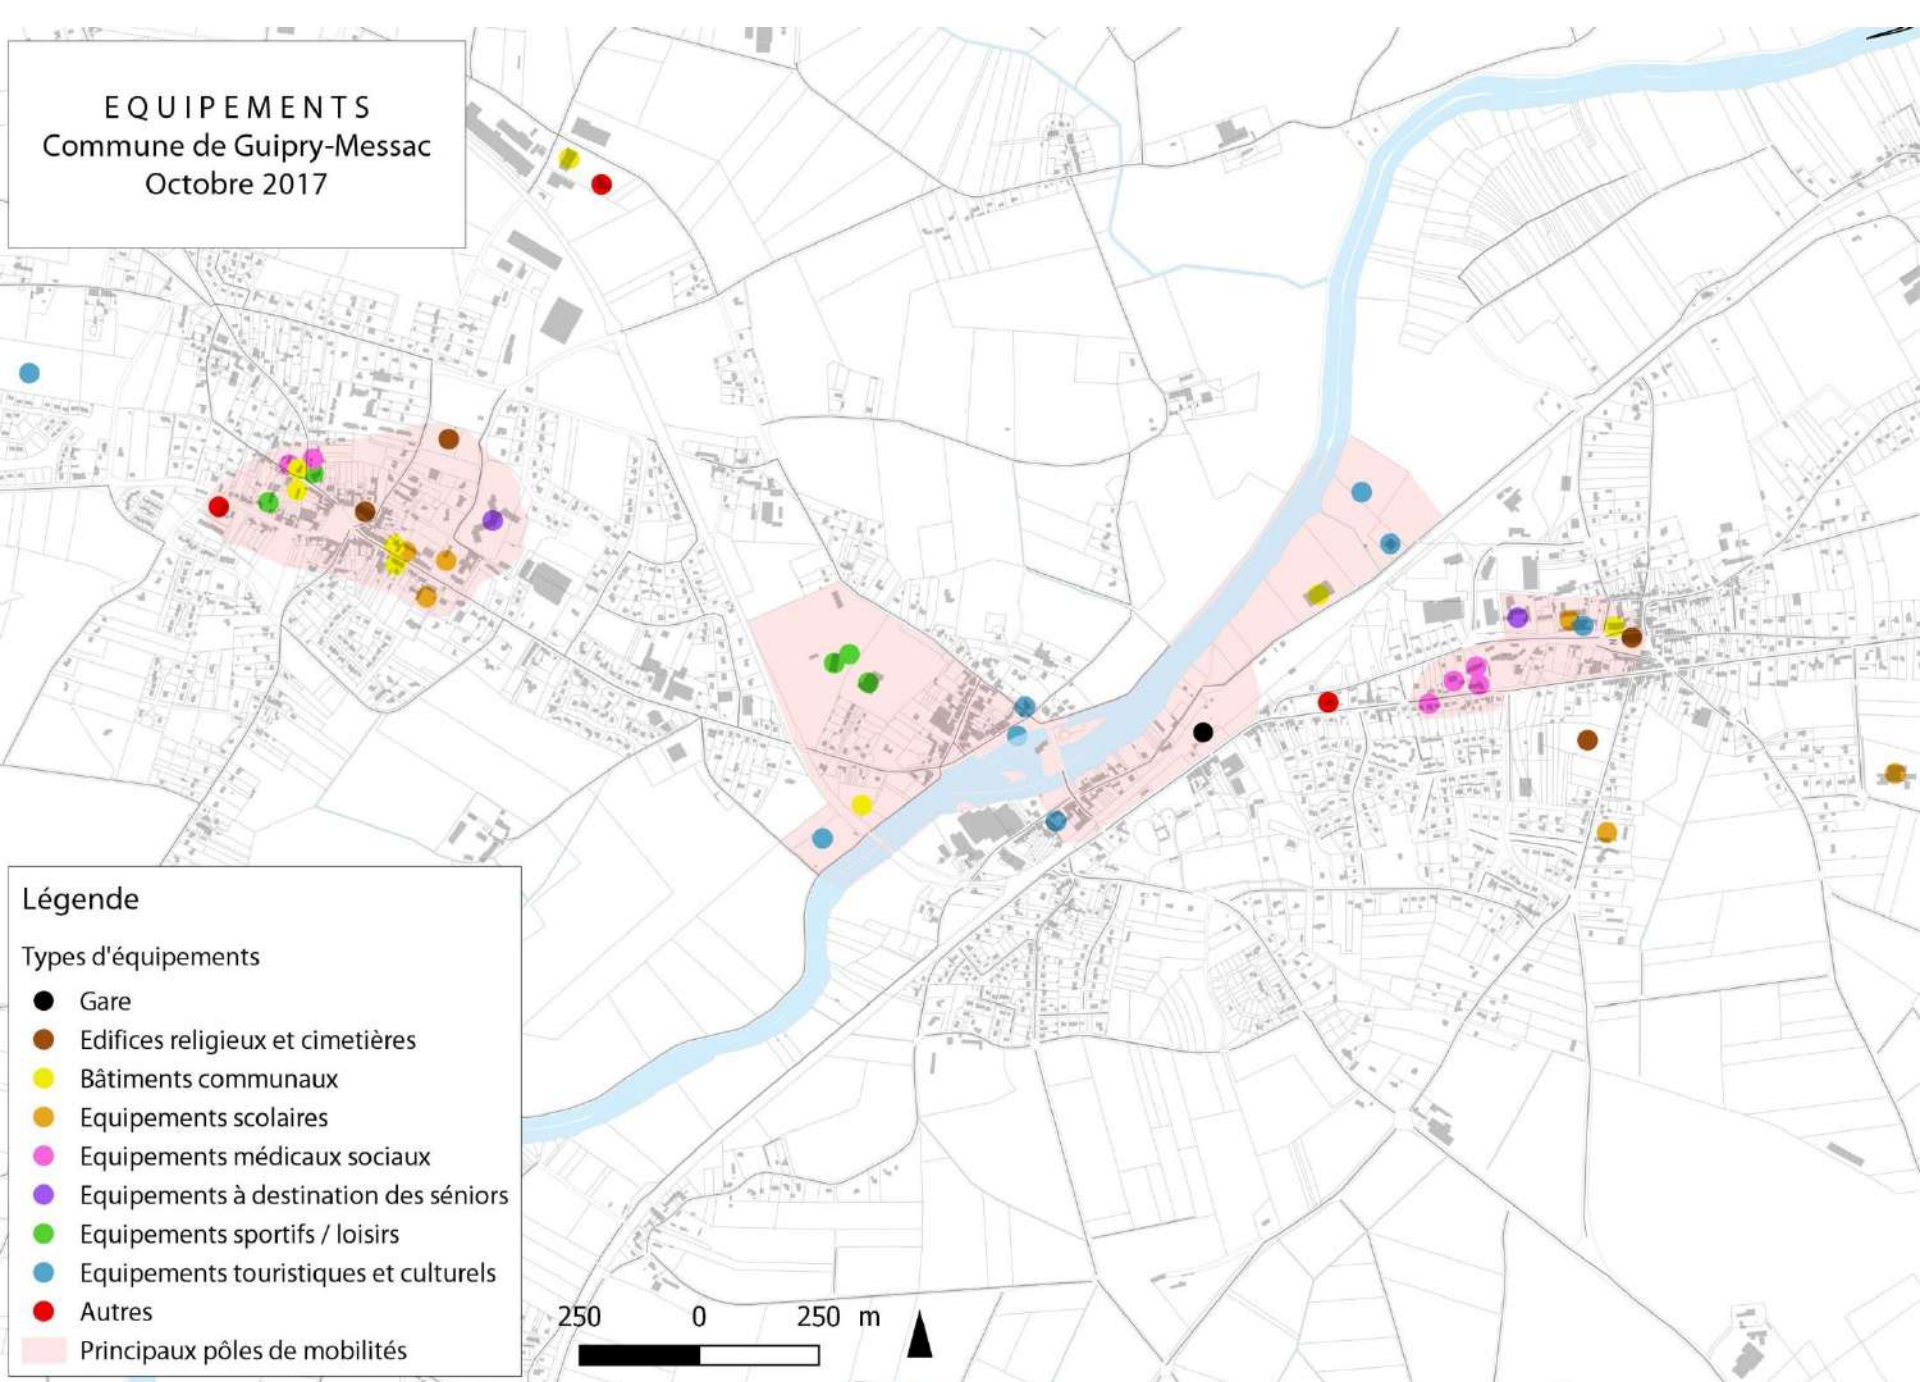 EQUIPEMENTS
Commune de Guipry-Messac
Octobre 2017
Légende
Types d'équipements
Gare
Edifices religieux et cimetières
Bâtiments communaux
Equipements scolaires
Equipements médicaux sociaux
Equipements à destination des séniors
Equipements sportifs / loisirs
Equipements touristiques et culturels
Autres
Principaux pôles de mobilités
250 0 250 m